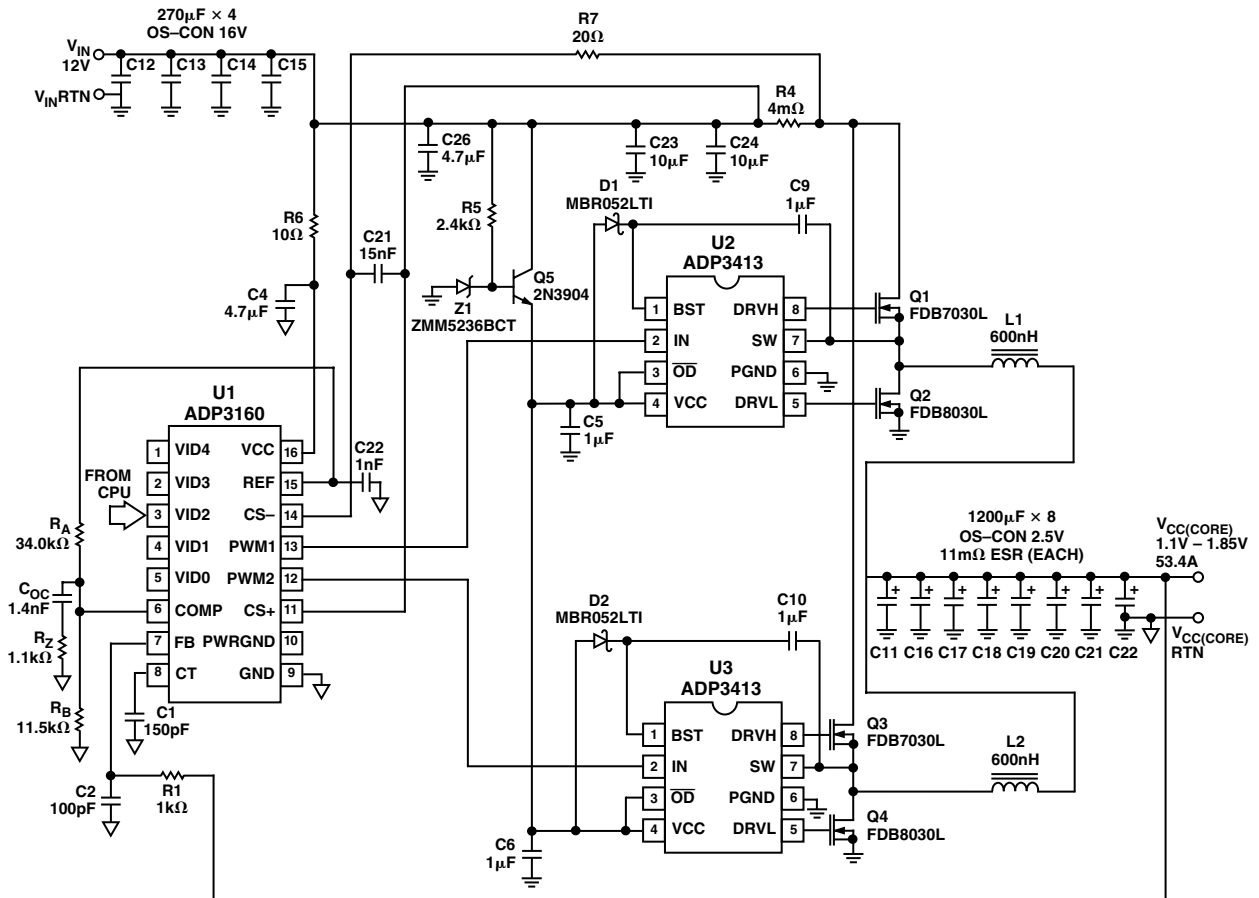 270μF × 4
OS–CON 16V
VIN
12V
C12
C13
C14
C15
VINRTN
R7
20Ω
R4
4mΩ
C26
4.7μF
C23
10μF
C24
10μF
R6
10Ω
C21
15nF
R5
2.4kΩ
D1
MBR052LTI
C9
1μF
C4
4.7μF
Z1
ZMM5236BCT
Q5
2N3904
U2
ADP3413
1 BST
2 IN
3 OD
4 VCC
DRVH 8
SW 7
PGND 6
DRVL 5
Q1
FDB7030L
Q2
FDB8030L
L1
600nH
C5
1μF
U1
ADP3160
1 VID4
2 VID3
3 VID2
4 VID1
5 VID0
6 COMP
7 FB
8 CT
VCC 16
REF 15
CS– 14
PWM1 13
PWM2 12
CS+ 11
PWRGND 10
GND 9
C22
1nF
FROM
CPU
RA
34.0kΩ
COC
1.4nF
RZ
1.1kΩ
RB
11.5kΩ
C1
150pF
C2
100pF
R1
1kΩ
1200μF × 8
OS–CON 2.5V
11mΩ ESR (EACH)
VCC(CORE)
1.1V – 1.85V
53.4A
+ + + + + + + +
C11 C16 C17 C18 C19 C20 C21 C22
VCC(CORE)
RTN
D2
MBR052LTI
C10
1μF
U3
ADP3413
1 BST
2 IN
3 OD
4 VCC
DRVH 8
SW 7
PGND 6
DRVL 5
Q3
FDB7030L
Q4
FDB8030L
L2
600nH
C6
1μF